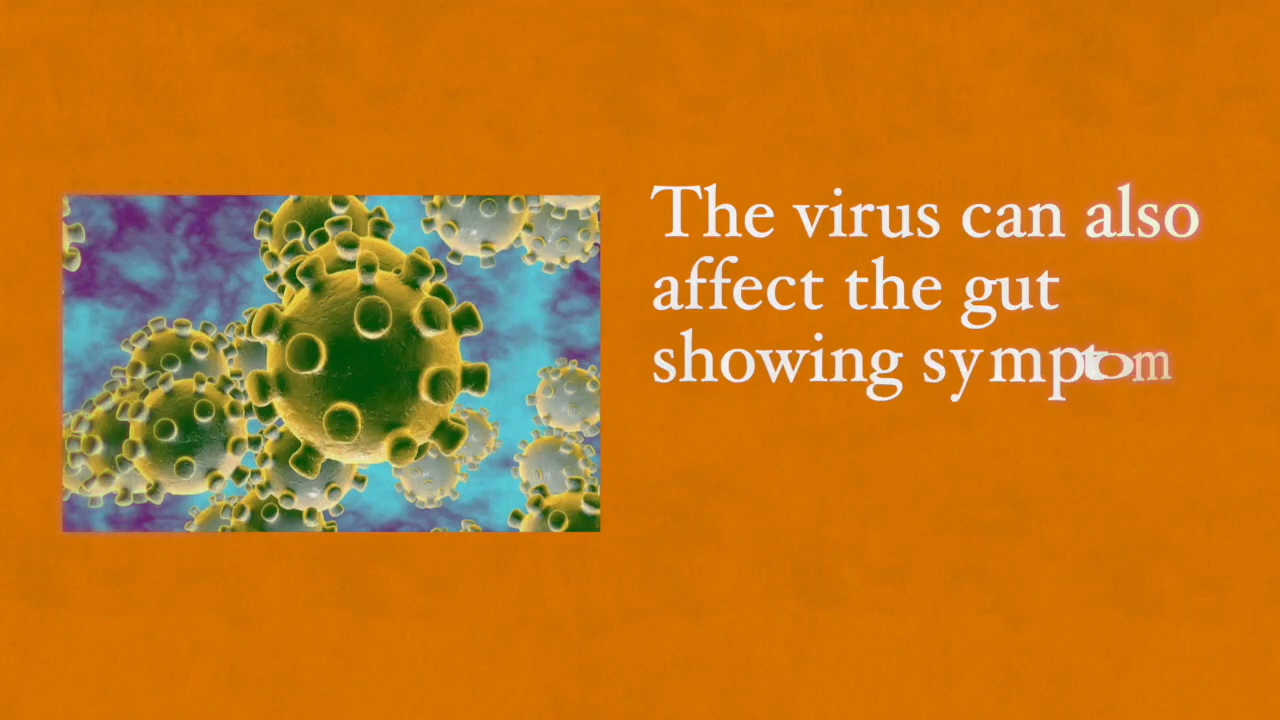 The virus can also
affect the gut
showing symptom